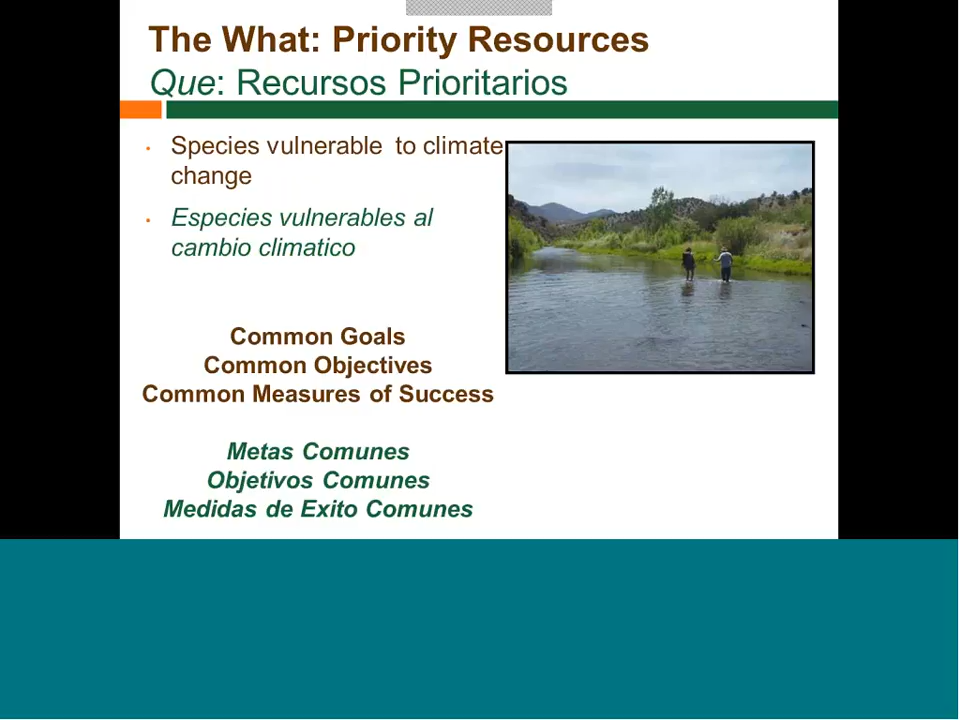 The What: Priority Resources
Que: Recursos Prioritarios
• Species vulnerable to climate
change
• Especies vulnerables al
cambio climatico
Common Goals
Common Objectives
Common Measures of Success
Metas Comunes
Objetivos Comunes
Medidas de Exito Comunes